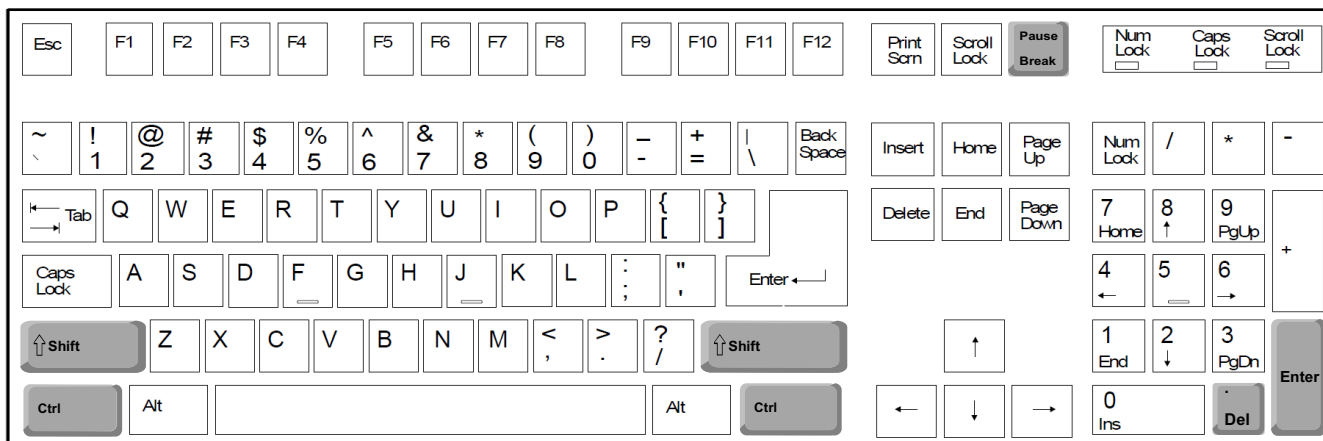 Esc F1 F2 F3 F4 F5 F6 F7 F8 F9 F10 F11 F12 Print Scrn Scroll Lock Pause Break Num Lock Caps Lock Scroll Lock
~ ` ! 1 @ 2 # 3 $ 4 % 5 ^ 6 & 7 * 8 ( 9 ) 0 _ - + = | \ Back Space Insert Home Page Up Num Lock / * -
Tab Q W E R T Y U I O P { [ } ] Delete End Page Down 7 Home 8 ↑ 9 PgUp +
Caps Lock A S D F G H J K L : ; " ' Enter 4 ← 5 6 →
Shift Z X C V B N M < , > . ? / Shift ↑ 1 End 2 ↓ 3 PgDn Enter
Ctrl Alt Alt Ctrl ← ↓ → 0 Ins . Del